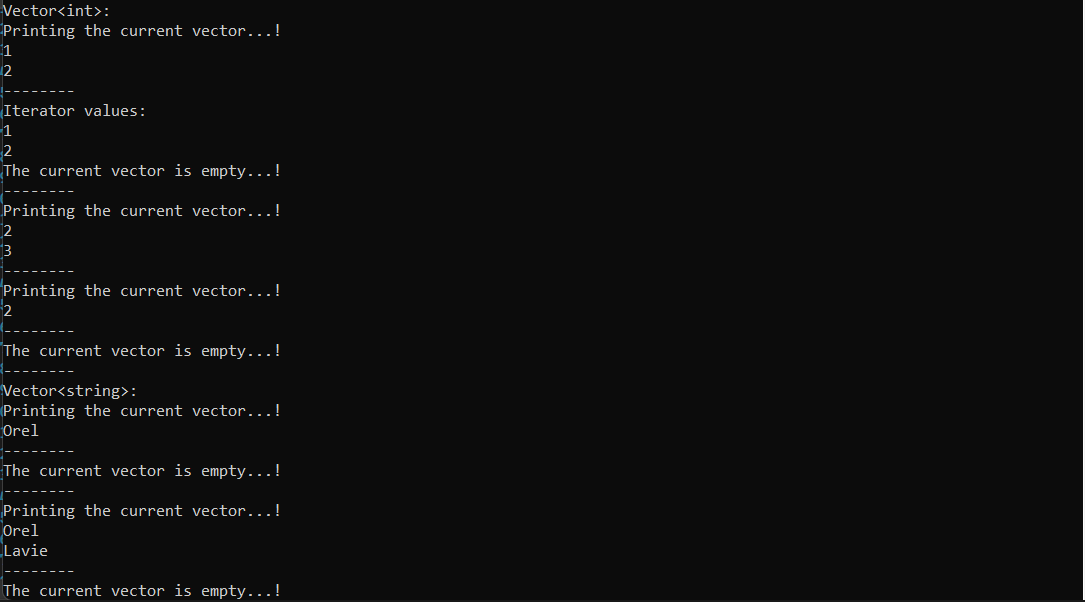 Vector<int>:
Printing the current vector...!
1
2
--------
Iterator values:
1
2
The current vector is empty...!
--------
Printing the current vector...!
2
3
--------
Printing the current vector...!
2
--------
The current vector is empty...!
--------
Vector<string>:
Printing the current vector...!
Orel
--------
The current vector is empty...!
--------
Printing the current vector...!
Orel
Lavie
--------
The current vector is empty...!